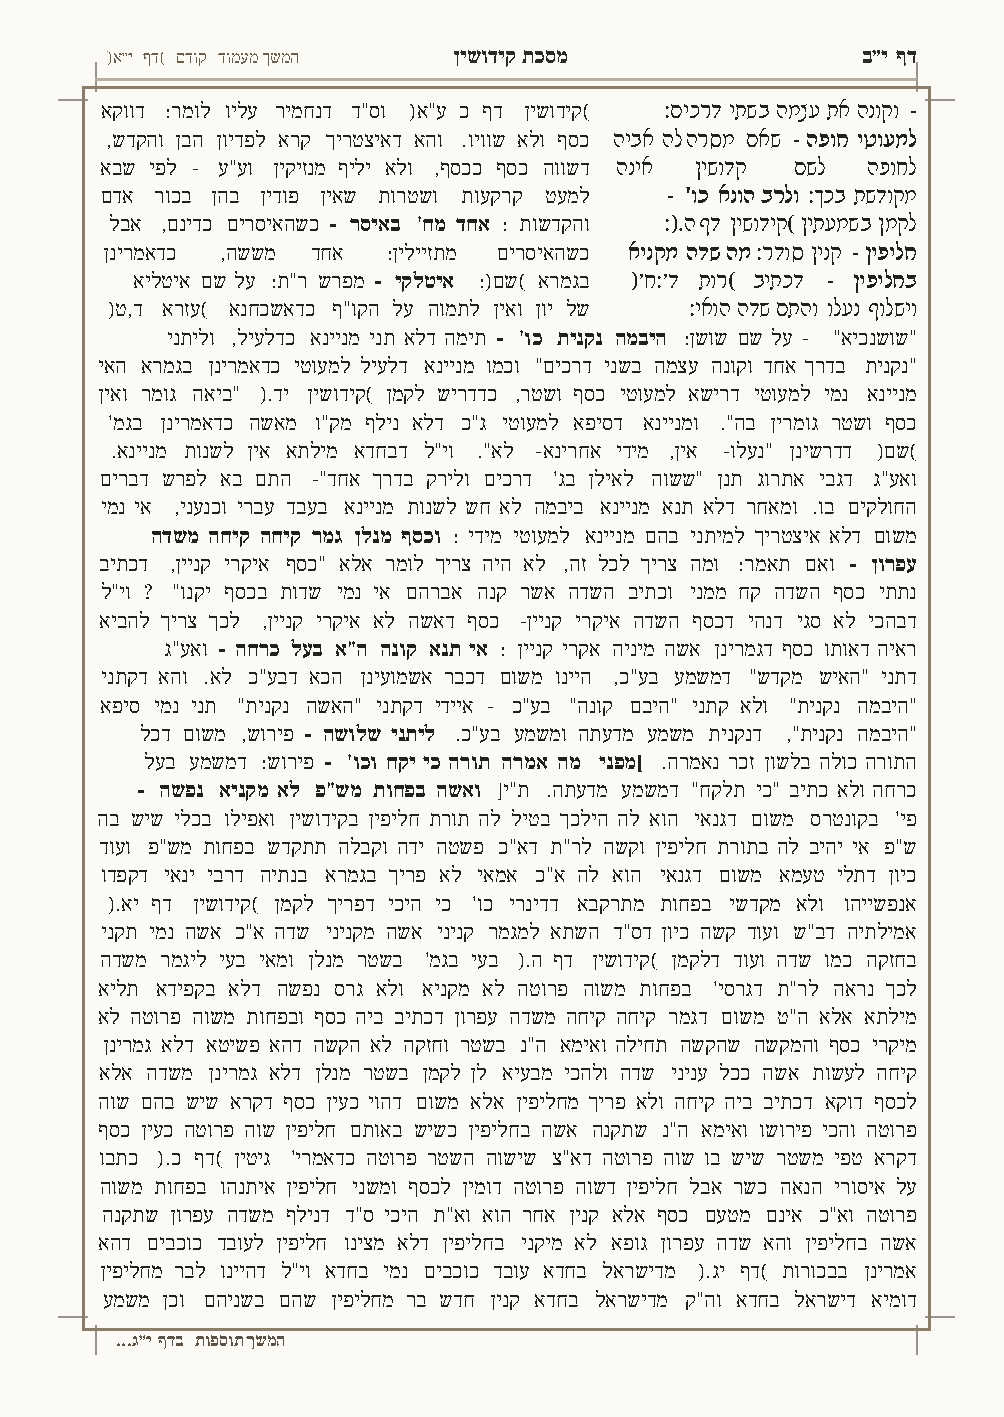 דף י״ב
מסכת קידושין
המשך מעמוד קודם (דף י״א)
- וקונה את עצמה בשתי דרכים:
למעוטי חופה - שאם מסרה לה אביה
לחופה לשם קדושין אינה
מקודשת בכך: ולרב הונא כו' -
לקמן בשמעתין (קידושין דף ה.):
חליפין - קנין סודר: מה שדה מקניא
בחליפין - דכתיב (רות ד׳:ח׳)
וישלוף נעלו והתם שדה הואי:
(קידושין דף כ ע"א) וס"ד דנחמיר עליו לומר: דווקא
כסף ולא שוויו. והא דאיצטריך קרא לפדיון הבן והקדש,
דשווה כסף ככסף, ולא יליף מנזיקין וע"ע - לפי שבא
למעט קרקעות ושטרות שאין פודין בהן בכור אדם
והקדשות : אחד מח' באיסר - כשהאיסרים כדינם, אבל
כשהאיסרים מתזיילין: אחד מששה, כדאמרינן
בגמרא (שם): איטלקי - מפרש ר"ת: על שם איטליא
של יון ואין לתמוה על הקו"ף כדאשכחנא (עזרא ד,ט)
"שושנכיא" - על שם שושן: היבמה נקנית כו' - תימה דלא תני מניינא כדלעיל, וליתני
"נקנית בדרך אחד וקונה עצמה בשני דרכים" וכמו מניינא דלעיל למעוטי כדאמרינן בגמרא האי
מניינא נמי למעוטי דרישא למעוטי כסף ושטר, כדדריש לקמן (קידושין יד.) "ביאה גומר ואין
כסף ושטר גומרין בה". ומניינא דסיפא למעוטי ג"כ דלא נילף מק"ו מאשה כדאמרינן בגמ'
(שם) דדרשינן "נעלו- אין, מידי אחרינא- לא". וי"ל דבחדא מילתא אין לשנות מניינא.
ואע"ג דגבי אתרוג תנן "ששוה לאילן בג' דרכים ולירק בדרך אחד"- התם בא לפרש דברים
החולקים בו. ומאחר דלא תנא מניינא ביבמה לא חש לשנות מניינא בעבד עברי וכנעני, אי נמי
משום דלא איצטריך למיתני בהם מניינא למעוטי מידי : וכסף מנלן גמר קיחה קיחה משדה
עפרון - ואם תאמר: ומה צריך לכל זה, לא היה צריך לומר אלא "כסף איקרי קניין, דכתיב
נתתי כסף השדה קח ממני וכתיב השדה אשר קנה אברהם אי נמי שדות בכסף יקנו" ? וי"ל
דבהכי לא סגי דנהי דכסף השדה איקרי קניין- כסף דאשה לא איקרי קניין, לכך צריך להביא
ראיה דאותו כסף דגמרינן אשה מיניה איקרי קניין : אי תנא קונה ה"א בעל כרחה - ואע"ג
דתני "האיש מקדש" דמשמע בע"כ, היינו משום דכבר אשמועינן הכא דבע"כ לא. והא דקתני
"היבמה נקנית" ולא קתני "היבם קונה" בע"כ - איידי דקתני "האשה נקנית" תני נמי סיפא
"היבמה נקנית", דנקנית משמע מדעתה ומשמע בע"כ. ליתני שלושה - פירוש, משום דכל
התורה כולה בלשון זכר נאמרה. [מפני מה אמרה תורה כי יקח וכו' - פירוש: דמשמע בעל
כרחה ולא כתיב "כי תלקח" דמשמע מדעתה. ת"י] ואשה בפחות מש"פ לא מקניא נפשה -
פי' בקונטרס משום דגנאי הוא לה הילכך בטיל לה תורת חליפין בקידושין ואפילו בכלי שיש בה
ש"פ אי יהיב לה בתורת חליפין וקשה לר"ת דא"כ פשטה ידה וקבלה תתקדש בפחות מש"פ ועוד
כיון דתלי טעמא משום דגנאי הוא לה א"כ אמאי לא פריך בגמרא בנתיה דרבי ינאי דקפדו
אנפשייהו ולא מקדשי בפחות מתרקבא דדינרי כו' כי היכי דפריך לקמן (קידושין דף יא.)
אמילתיה דב"ש ועוד קשה כיון דס"ד השתא למגמר קניני אשה מקניני שדה א"כ אשה נמי תקני
בחזקה כמו שדה ועוד דלקמן (קידושין דף ה.) בעי בגמ' בשטר מנלן ומאי בעי ליגמר משדה
לכך נראה לר"ת דגרסי' בפחות משוה פרוטה לא מקניא ולא גרס נפשה דלא בקפידא תליא
מילתא אלא ה"ט משום דגמר קיחה קיחה משדה עפרון דכתיב ביה כסף ובפחות משוה פרוטה לא
מיקרי כסף והמקשה שהקשה תחילה ואימא ה"נ בשטר וחזקה לא הקשה דהא פשיטא דלא גמרינן
קיחה לעשות אשה ככל עניני שדה ולהכי מבעיא לן לקמן בשטר מנלן דלא גמרינן משדה אלא
לכסף דוקא דכתיב ביה קיחה ולא פריך מחליפין אלא משום דהוי כעין כסף דקרא שיש בהם שוה
פרוטה והכי פירושו ואימא ה"נ שתקנה אשה בחליפין כשיש באותם חליפין שוה פרוטה כעין כסף
דקרא טפי משטר שיש בו שוה פרוטה דא"צ שישוה השטר פרוטה כדאמרי' גיטין (דף כ.) כתבו
על איסורי הנאה כשר אבל חליפין דשוה פרוטה דומין לכסף ומשני חליפין איתנהו בפחות משוה
פרוטה וא"כ אינם מטעם כסף אלא קנין אחר הוא וא"ת היכי ס"ד דנילף משדה עפרון שתקנה
אשה בחליפין והא שדה עפרון גופא לא מיקני בחליפין דלא מצינו חליפין לעובד כוכבים דהא
אמרינן בבכורות (דף יג.) מדישראל בחדא עובד כוכבים נמי בחדא וי"ל דהיינו לבר מחליפין
דומיא דישראל בחדא וה"ק מדישראל בחדא קנין חדש בר מחליפין שהם בשניהם וכן משמע
המשך תוספות בדף י״ג...